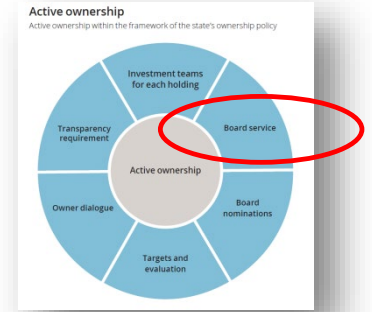 Active ownership
Active ownership within the framework of the state's ownership policy
Investment teams
for each holding
Board service
Board
nominations
Targets and
evaluation
Owner dialogue
Transparency
requirement
Active ownership